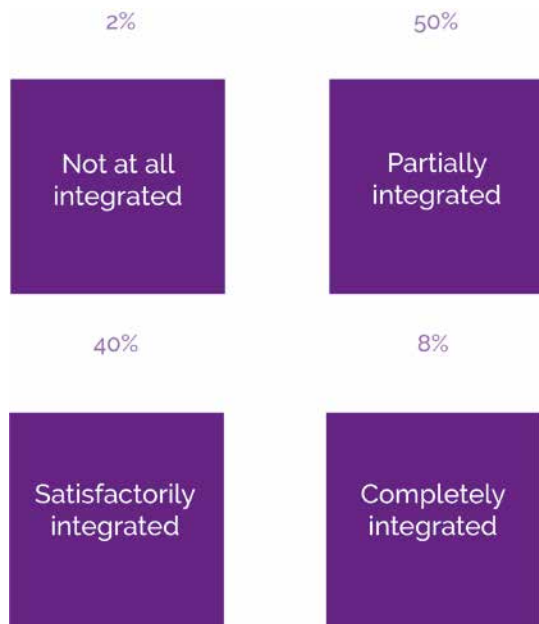 2%
50%
Not at all
integrated
Partially
integrated
40%
8%
Satisfactorily
integrated
Completely
integrated